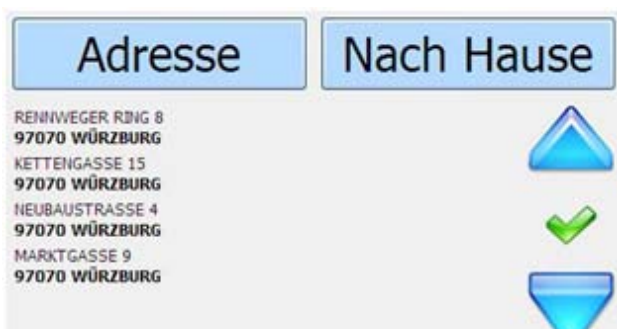 Adresse
Nach Hause
RENNWEGER RING 8
97070 WÜRZBURG
KETTENGASSE 15
97070 WÜRZBURG
NEUBAUSTRASSE 4
97070 WÜRZBURG
MARKTGASSE 9
97070 WÜRZBURG